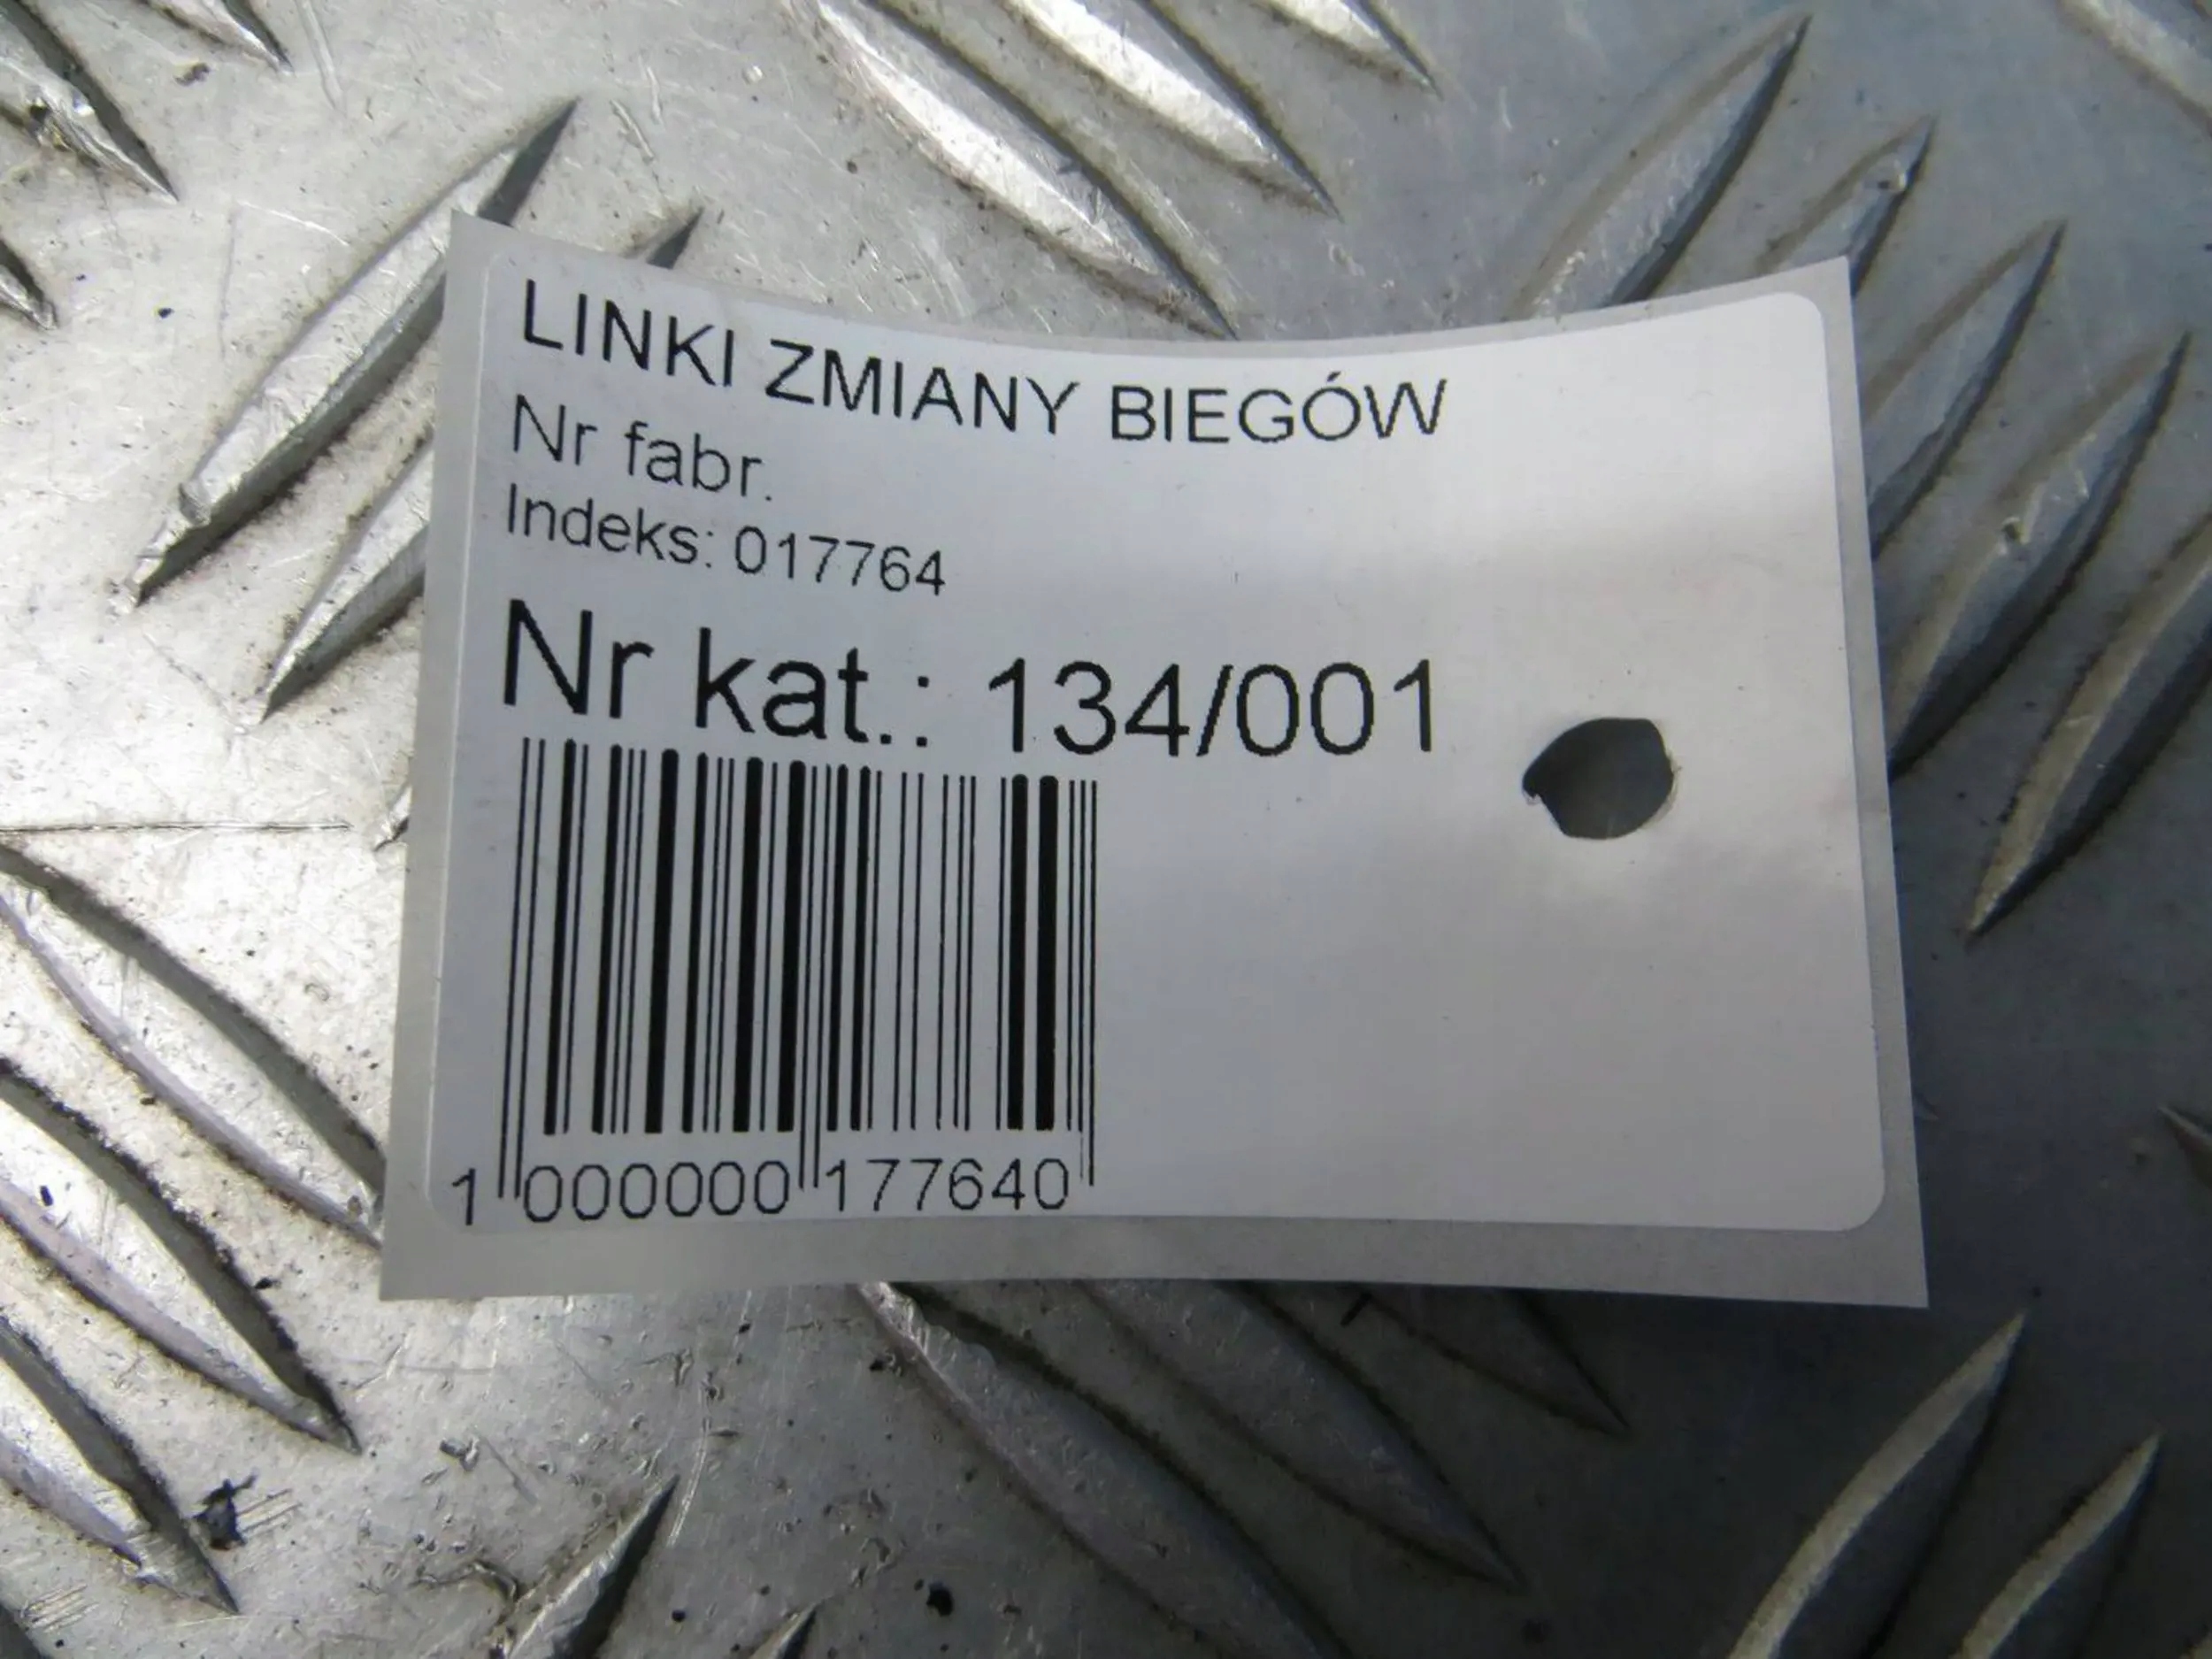 LINKI ZMIANY BIEGÓW
Nr fabr.
Indeks: 017764
Nr kat.: 134/001
1 000000 177640